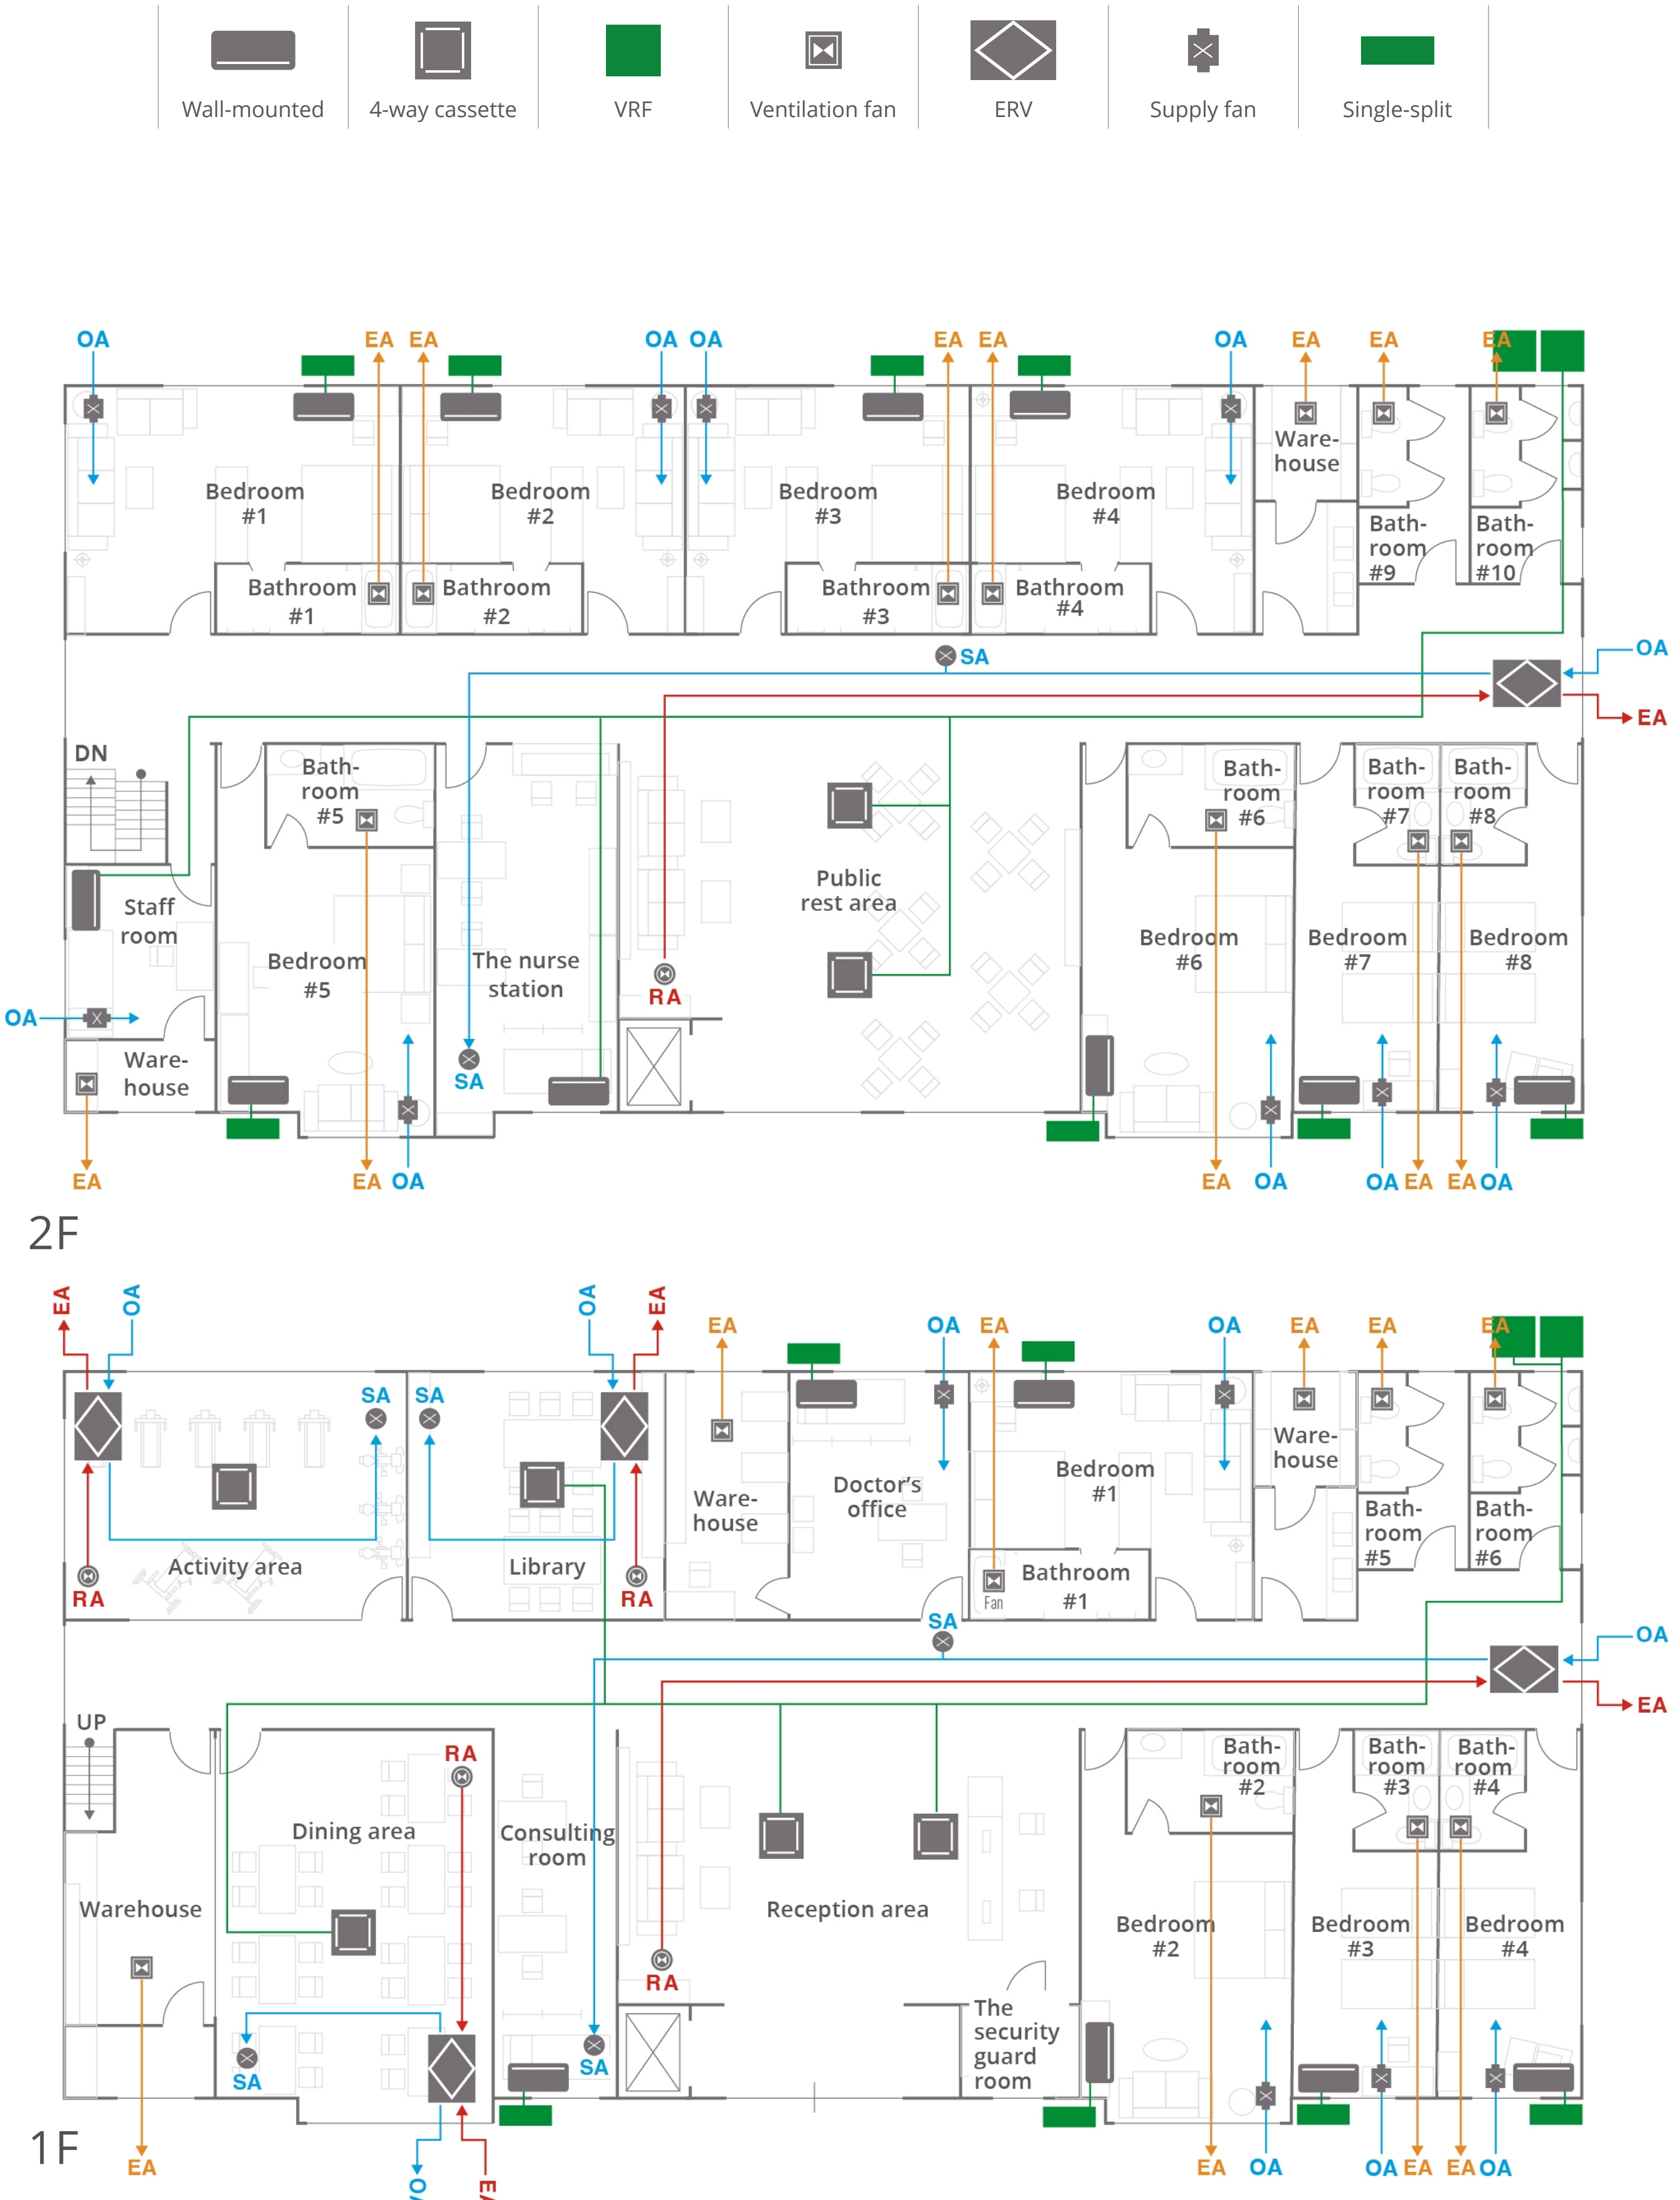 Wall-mounted
4-way cassette
VRF
Ventilation fan
ERV
Supply fan
Single-split
OA
EA
EA
OA
OA
EA
EA
OA
EA
EA
EA
Bedroom
#1
Bedroom
#2
Bedroom
#3
Bedroom
#4
Ware-
house
Bath-
room
#9
Bath-
room
#10
Bathroom
#1
Bathroom
#2
Bathroom
#3
Bathroom
#4
SA
OA
EA
DN
Bath-
room
#5
Bath-
room
#6
Bath-
room
#7
Bath-
room
#8
Staff
room
Public
rest area
Bedroom
#5
The nurse
station
Bedroom
#6
Bedroom
#7
Bedroom
#8
RA
OA
Ware-
house
SA
EA
EA
OA
EA
OA
OA
EA
EA
OA
2F
EA
OA
OA
EA
EA
OA
EA
OA
EA
EA
EA
SA
SA
Ware-
house
Doctor's
office
Bedroom
#1
Ware-
house
Bath-
room
#5
Bath-
room
#6
Activity area
Library
RA
RA
Fan
Bathroom
#1
SA
OA
EA
UP
RA
Bath-
room
#2
Bath-
room
#3
Bath-
room
#4
Dining area
Consulting
room
Warehouse
Reception area
Bedroom
#2
Bedroom
#3
Bedroom
#4
RA
The
security
guard
room
SA
SA
1F
EA
EA
OA
OA
EA
EA
OA